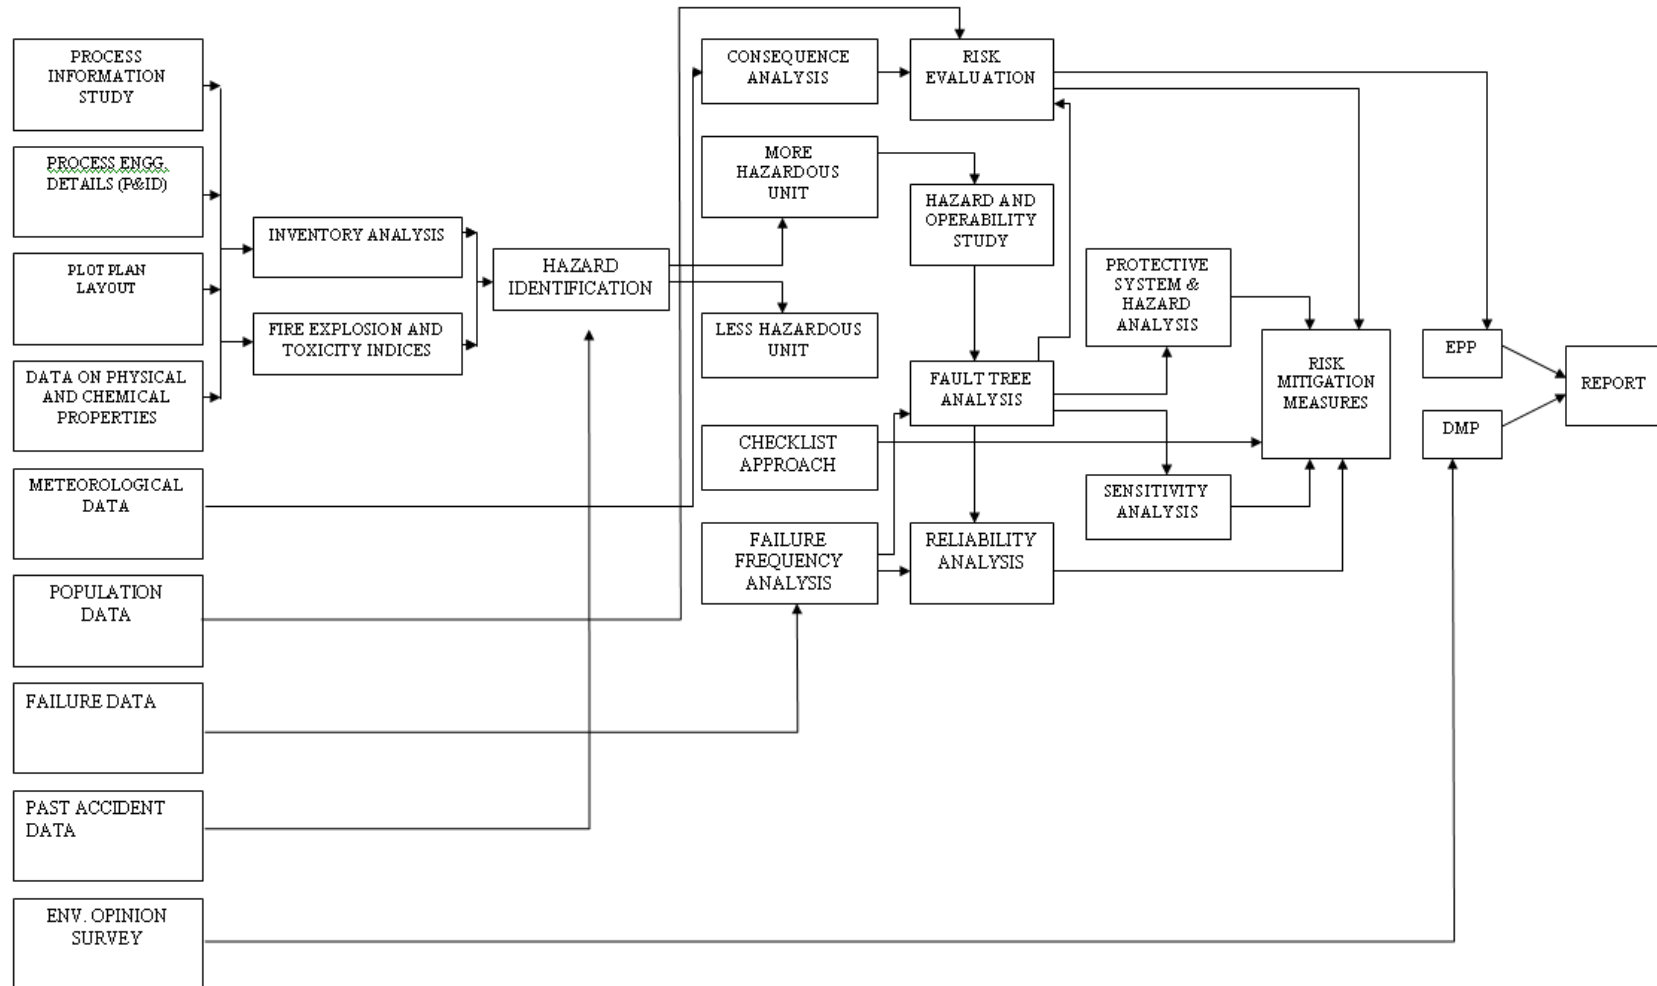 PROCESS
INFORMATION
STUDY
PROCESS ENGG.
DETAILS (P&ID)
PLOT PLAN
LAYOUT
DATA ON PHYSICAL
AND CHEMICAL
PROPERTIES
METEOROLOGICAL
DATA
POPULATION
DATA
FAILURE DATA
PAST ACCIDENT
DATA
ENV. OPINION
SURVEY
INVENTORY ANALYSIS
FIRE EXPLOSION AND
TOXICITY INDICES
HAZARD
IDENTIFICATION
CONSEQUENCE
ANALYSIS
MORE
HAZARDOUS
UNIT
LESS HAZARDOUS
UNIT
CHECKLIST
APPROACH
FAILURE
FREQUENCY
ANALYSIS
RISK
EVALUATION
HAZARD AND
OPERABILITY
STUDY
FAULT TREE
ANALYSIS
RELIABILITY
ANALYSIS
PROTECTIVE
SYSTEM &
HAZARD
ANALYSIS
SENSITIVITY
ANALYSIS
RISK
MITIGATION
MEASURES
EPP
DMP
REPORT